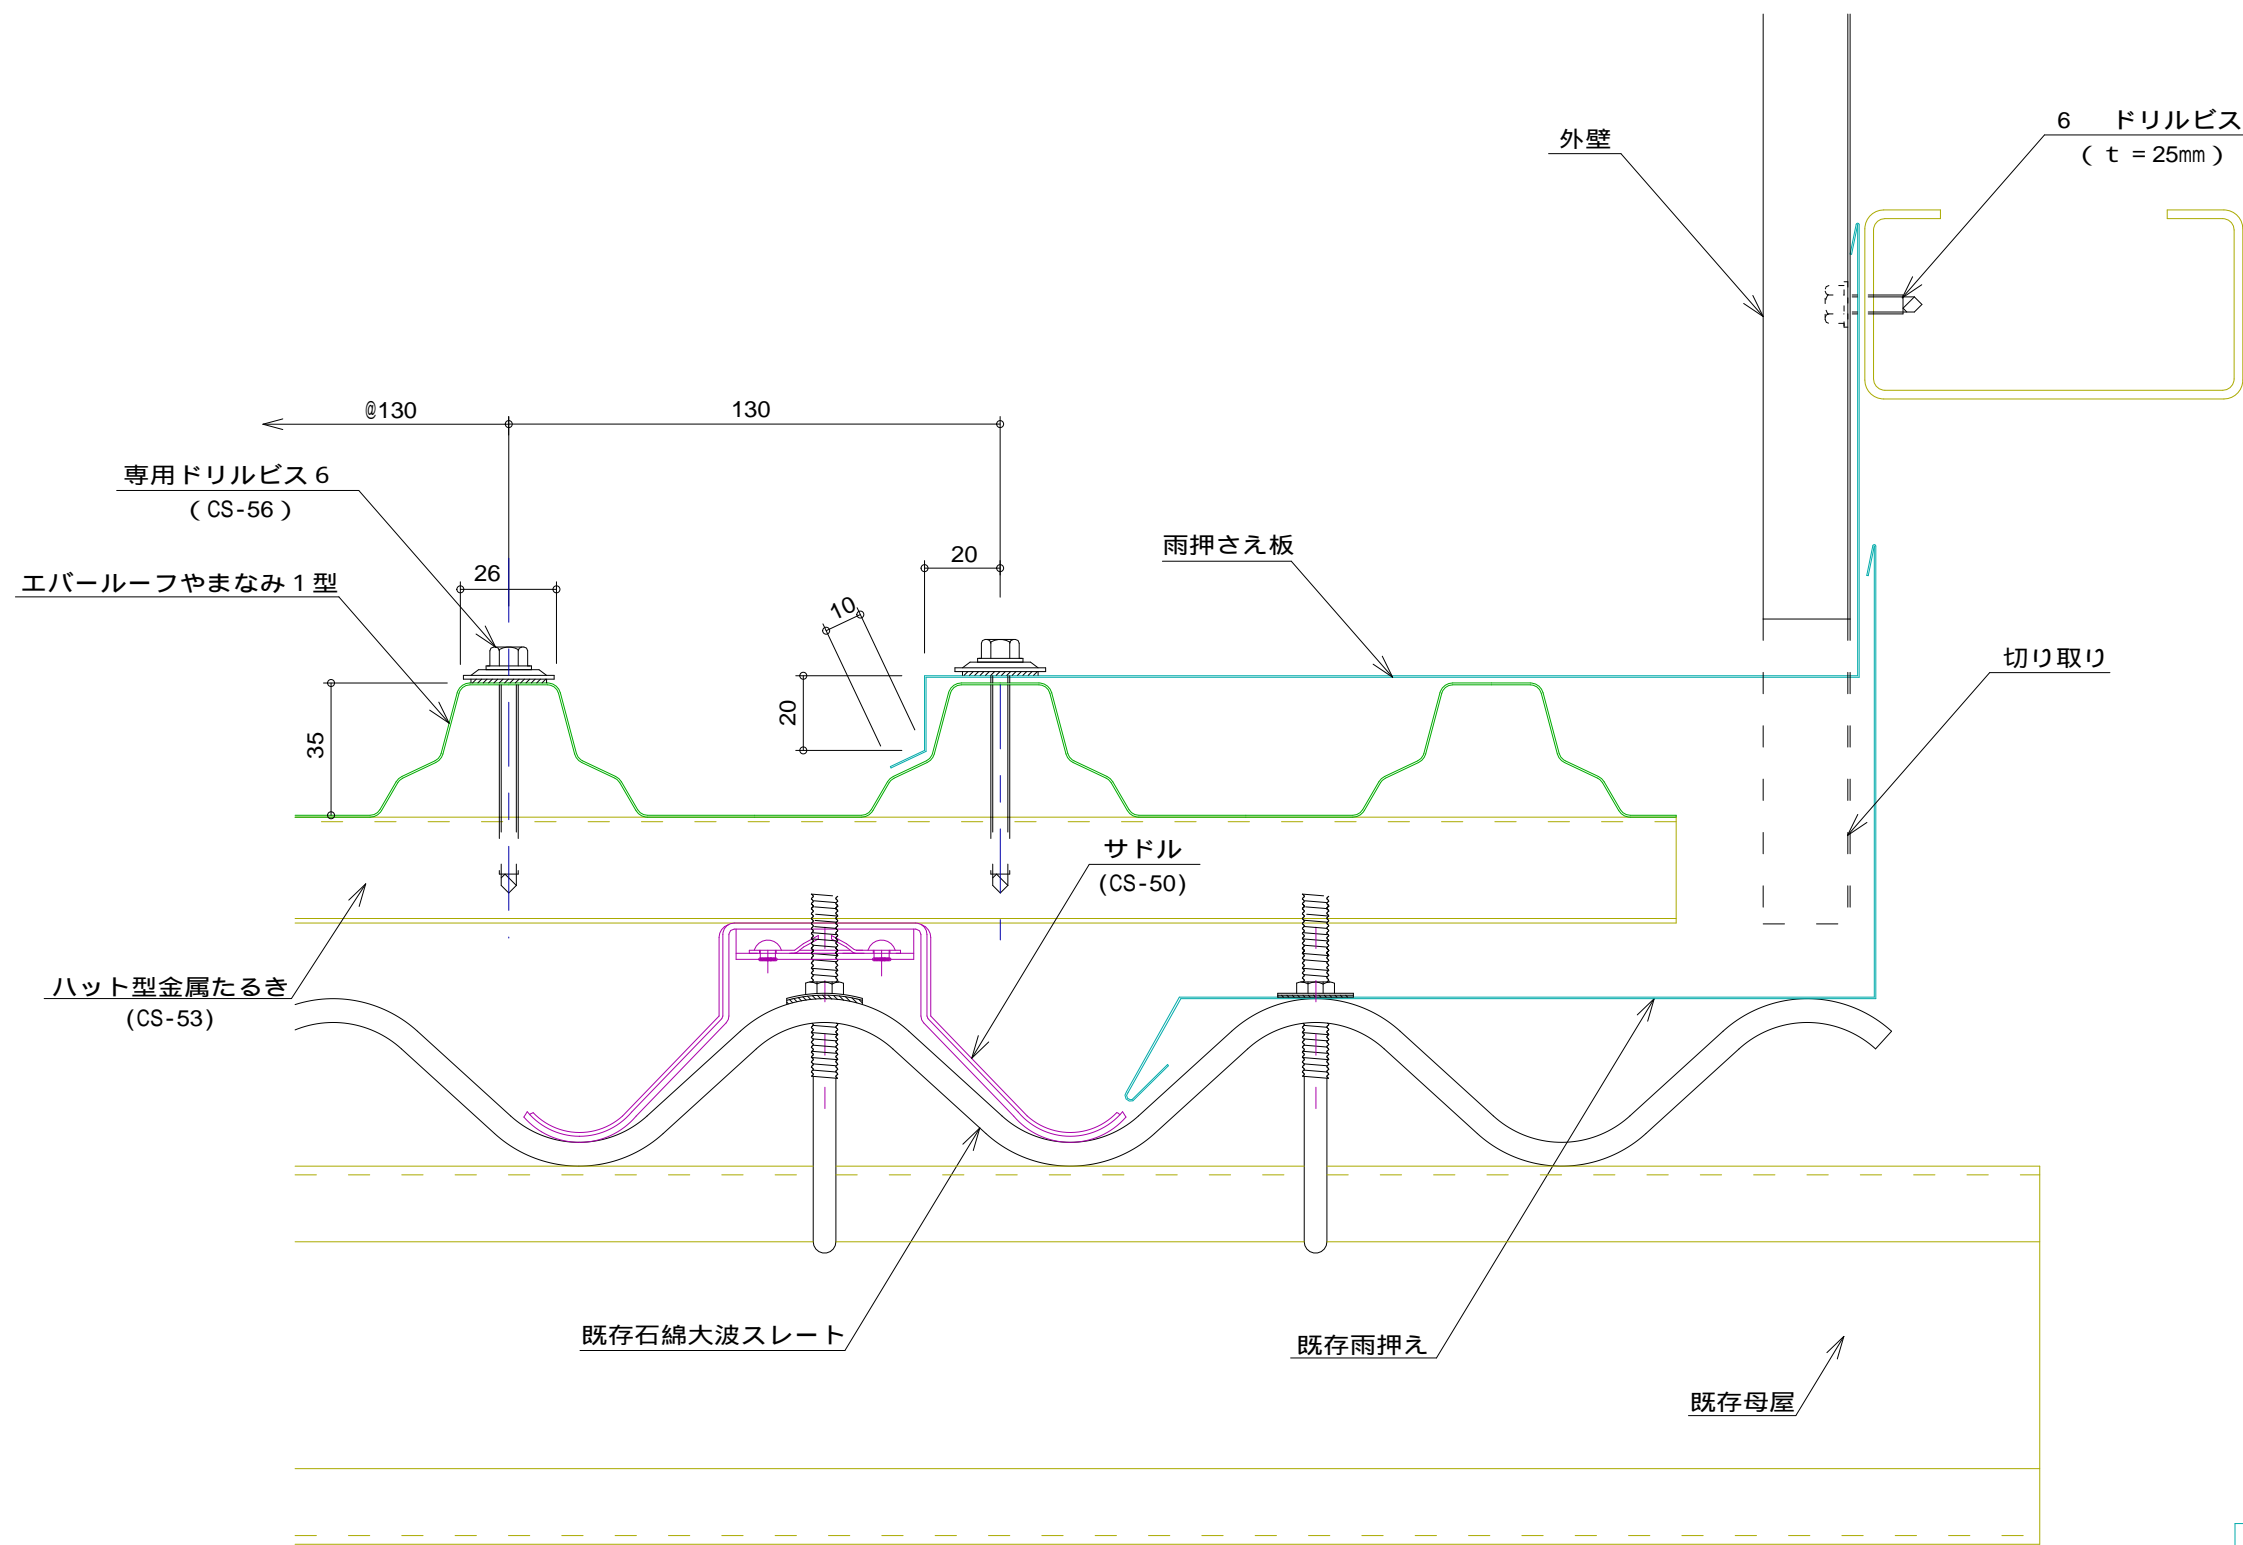 外壁
6 ドリルビス
( t = 25mm )
@130
130
専用ドリルビス6
(CS-56)
エバールーフやまなみ1型
26
20
10
雨押さえ板
切り取り
20
35
サドル
(CS-50)
ハット型金属たるき
(CS-53)
既存石綿大波スレート
既存雨押え
既存母屋